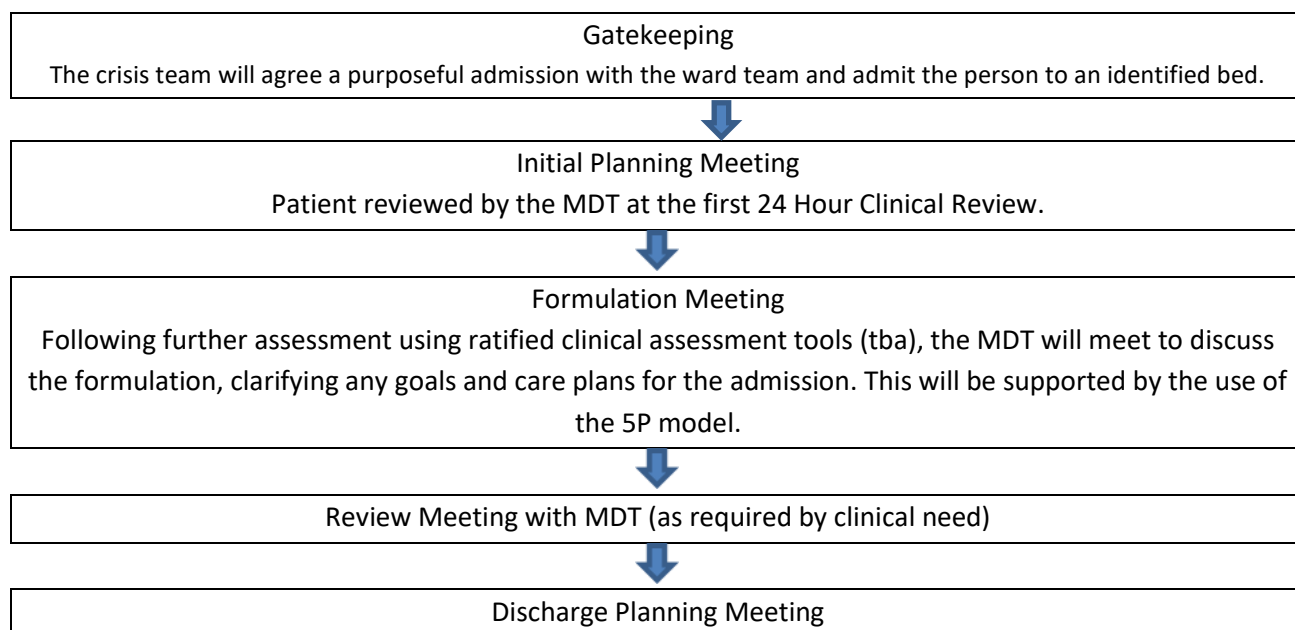 Gatekeeping
The crisis team will agree a purposeful admission with the ward team and admit the person to an identified bed.
Initial Planning Meeting
Patient reviewed by the MDT at the first 24 Hour Clinical Review.
Formulation Meeting
Following further assessment using ratified clinical assessment tools (tba), the MDT will meet to discuss
the formulation, clarifying any goals and care plans for the admission. This will be supported by the use of
the 5P model.
Review Meeting with MDT (as required by clinical need)
Discharge Planning Meeting